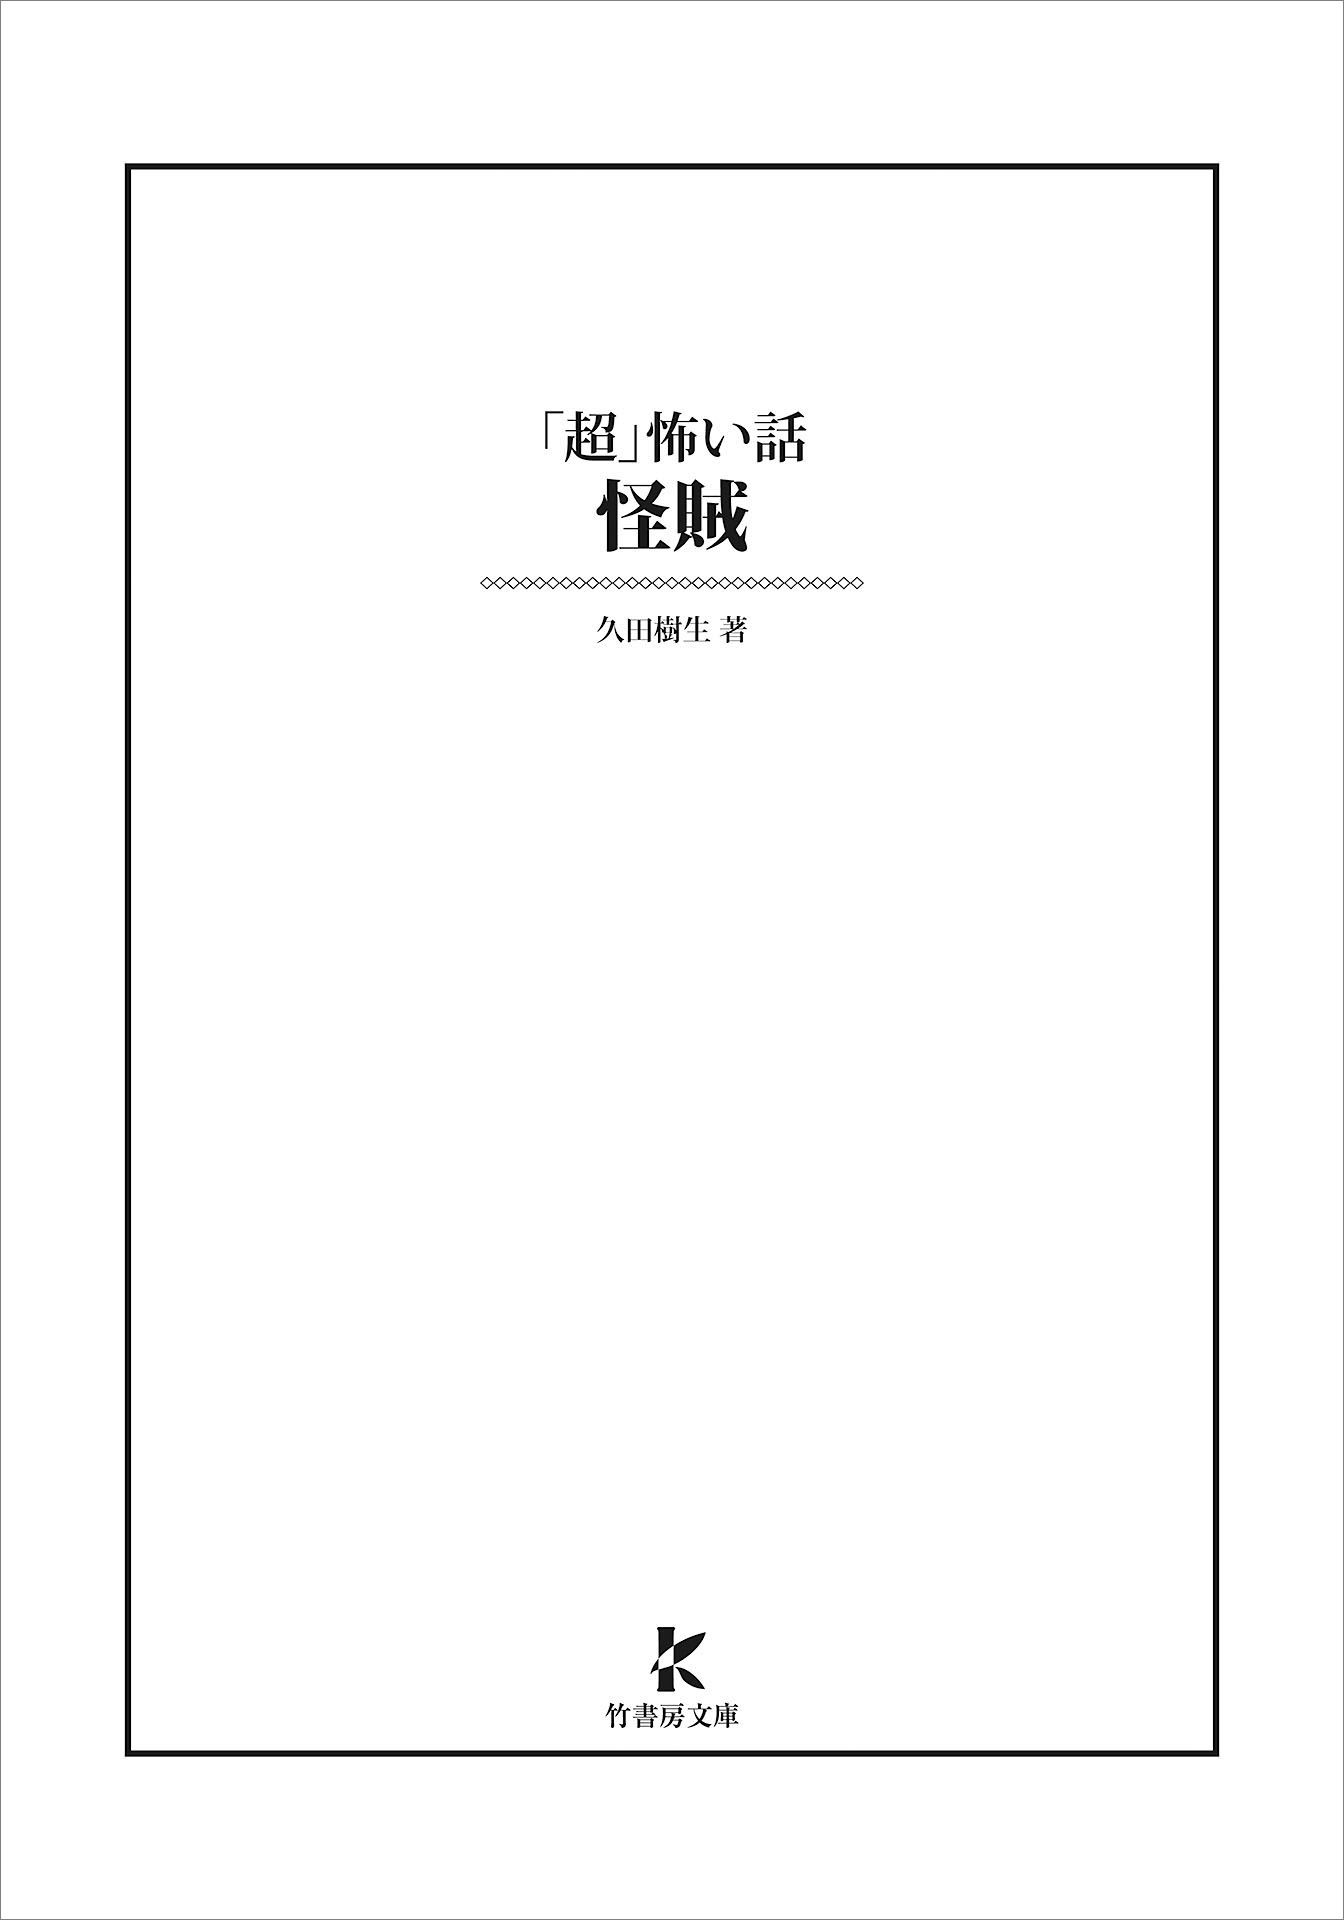 「超」怖い話
怪賊
久田樹生 著
竹書房文庫